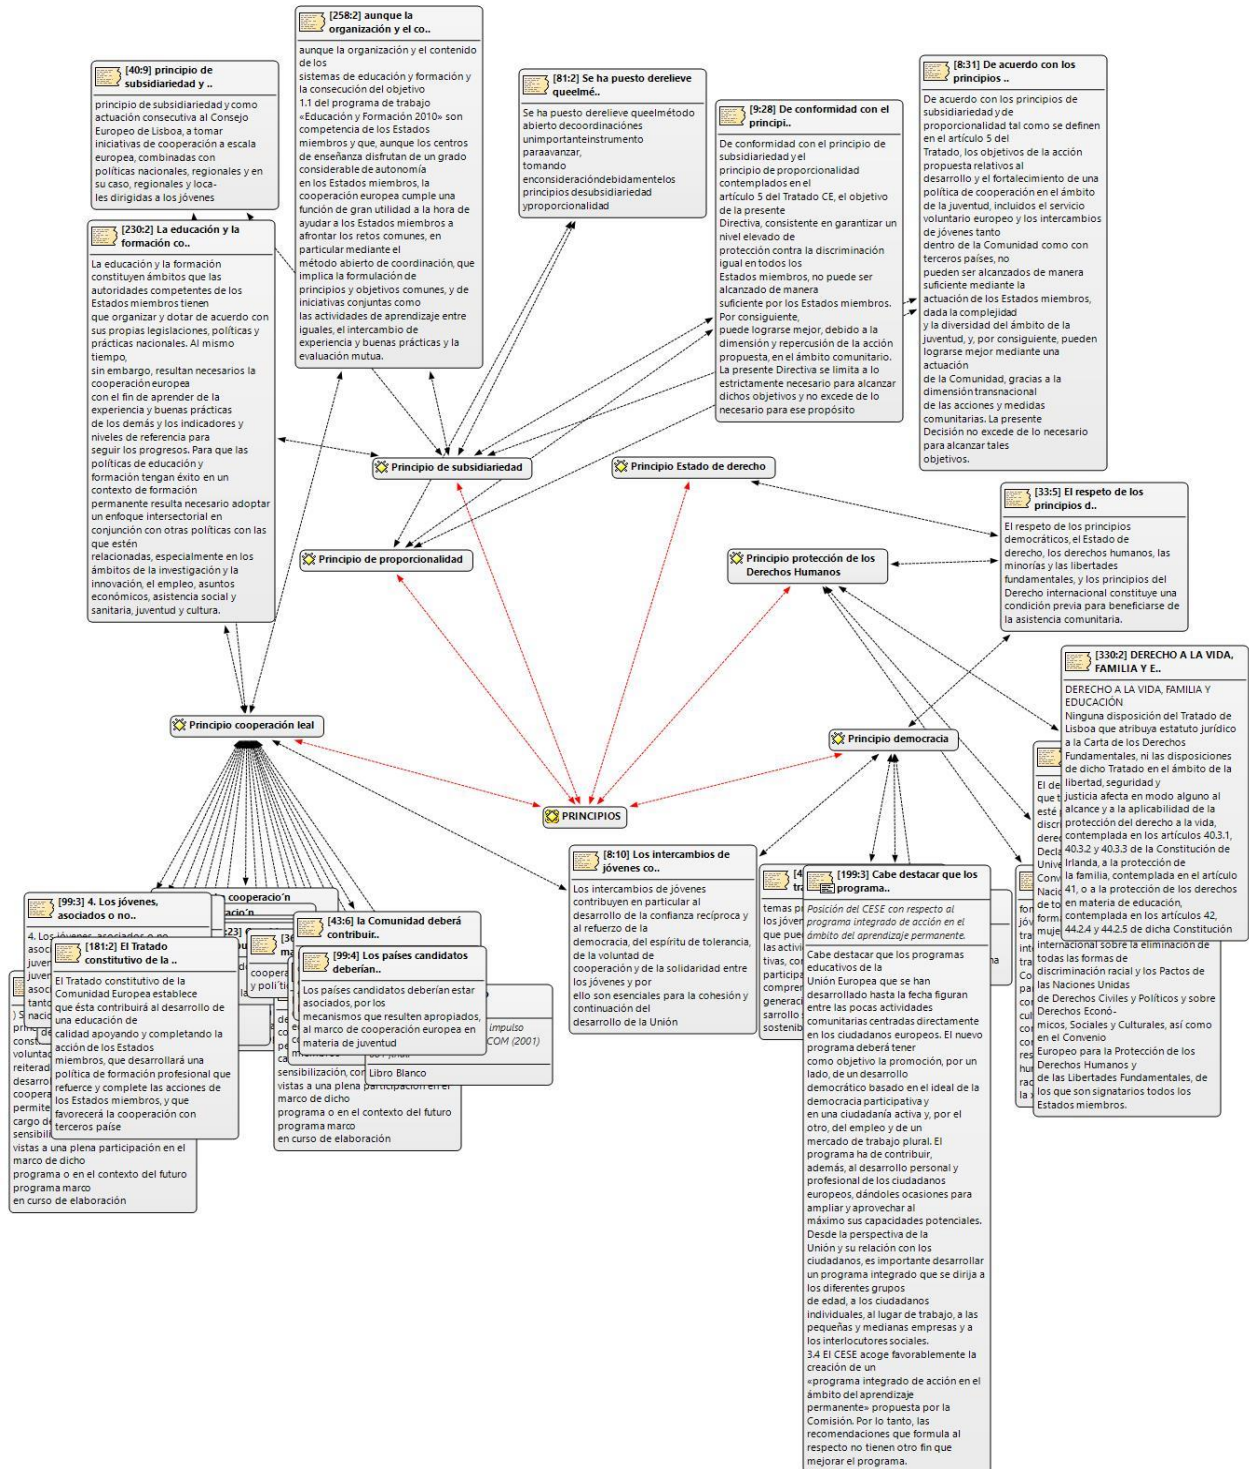 [258:2] aunque la
organización y el co..
aunque la organización y el contenido
de los
sistemas de educación y formación y
la consecución del objetivo
1.1 del programa de trabajo
«Educación y Formación 2010» son
competencia de los Estados
miembros y que, aunque los centros
de enseñanza disfrutan de un grado
considerable de autonomía
en los Estados miembros, la
cooperación europea cumple una
función de gran utilidad a la hora de
ayudar a los Estados miembros a
afrontar los retos comunes, en
particular mediante el
método abierto de coordinación, que
implica la formulación de
principios y objetivos comunes, y de
iniciativas conjuntas como
las actividades de aprendizaje entre
iguales, el intercambio de
experiencia y buenas prácticas y la
evaluación mutua.
[40:9] principio de
subsidiariedad y ..
principio de subsidiariedad y como
actuación consecutiva al Consejo
Europeo de Lisboa, a tomar
iniciativas de cooperación a escala
europea, combinadas con
políticas nacionales, regionales y en
su caso, regionales y loca-
les dirigidas a los jóvenes
[81:2] Se ha puesto derelieve
queelmé..
Se ha puesto derelieve queelmétodo
abierto decoordinaciónes
unimportanteinstrumento
paraavanzar,
tomando
enconsideracióndebidamentelos
principios desubsidiariedad
yproporcionalidad
[9:28] De conformidad con el
principi..
De conformidad con el principio de
subsidiariedad y el
principio de proporcionalidad
contemplados en el
artículo 5 del Tratado CE, el objetivo
de la presente
Directiva, consistente en garantizar un
nivel elevado de
protección contra la discriminación
igual en todos los
Estados miembros, no puede ser
alcanzado de manera
suficiente por los Estados miembros.
Por consiguiente,
puede lograrse mejor, debido a la
dimensión y repercusión de la acción
propuesta, en el ámbito comunitario.
La presente Directiva se limita a lo
estrictamente necesario para alcanzar
dichos objetivos y no excede de lo
necesario para ese propósito
[8:31] De acuerdo con los
principios ..
De acuerdo con los principios de
subsidiariedad y de
proporcionalidad tal como se definen
en el artículo 5 del
Tratado, los objetivos de la acción
propuesta relativos al
desarrollo y el fortalecimiento de una
política de cooperación en el ámbito
de la juventud, incluidos el servicio
voluntario europeo y los intercambios
de jóvenes tanto
dentro de la Comunidad como con
terceros países, no
pueden ser alcanzados de manera
suficiente mediante la
actuación de los Estados miembros,
dada la complejidad
y la diversidad del ámbito de la
juventud, y, por consiguiente, pueden
lograrse mejor mediante una
actuación
de la Comunidad, gracias a la
dimensión transnacional
de las acciones y medidas
comunitarias. La presente
Decisión no excede de lo necesario
para alcanzar tales
objetivos.
[230:2] La educación y la
formación co..
La educación y la formación
constituyen ámbitos que las
autoridades competentes de los
Estados miembros tienen
que organizar y dotar de acuerdo con
sus propias legislaciones, políticas y
prácticas nacionales. Al mismo
tiempo,
sin embargo, resultan necesarios la
cooperación europea
con el fin de aprender de la
experiencia y buenas prácticas
de los demás y los indicadores y
niveles de referencia para
seguir los progresos. Para que las
políticas de educación y
formación tengan éxito en un
contexto de formación
permanente resulta necesario adoptar
un enfoque intersectorial en
conjunción con otras políticas con las
que estén
relacionadas, especialmente en los
ámbitos de la investigación y la
innovación, el empleo, asuntos
económicos, asistencia social y
sanitaria, juventud y cultura.
Principio de subsidiariedad
Principio Estado de derecho
Principio de proporcionalidad
Principio protección de los
Derechos Humanos
[33:5] El respeto de los
principios d..
El respeto de los principios
democráticos, el Estado de
derecho, los derechos humanos, las
minorías y las libertades
fundamentales, y los principios del
Derecho internacional constituye una
condición previa para beneficiarse de
la asistencia comunitaria.
[330:2] DERECHO A LA VIDA,
FAMILIA Y E..
DERECHO A LA VIDA, FAMILIA Y
EDUCACIÓN
Ninguna disposición del Tratado de
Lisboa que atribuya estatuto jurídico
a la Carta de los Derechos
Fundamentales, ni las disposiciones
de dicho Tratado en el ámbito de la
libertad, seguridad y
justicia afecta en modo alguno al
alcance y a la aplicabilidad de la
protección del derecho a la vida,
contemplada en los artículos 40.3.1,
40.3.2 y 40.3.3 de la Constitución de
Irlanda, a la protección de
la familia, contemplada en el artículo
41, o a la protección de los derechos
en materia de educación,
contemplada en los artículos 42,
44.2.4 y 44.2.5 de dicha Constitución
internacional sobre la eliminación de
todas las formas de
discriminación racial y los Pactos de
las Naciones Unidas
de Derechos Civiles y Políticos y sobre
Derechos Econó-
micos, Sociales y Culturales, así como
en el Convenio
Europeo para la Protección de los
Derechos Humanos y
de las Libertades Fundamentales, de
los que son signatarios todos los
Estados miembros.
Principio cooperación leal
Principio democracia
PRINCIPIOS
[8:10] Los intercambios de
jóvenes co..
Los intercambios de jóvenes
contribuyen en particular al
desarrollo de la confianza recíproca y
al refuerzo de la
democracia, del espíritu de tolerancia,
de la voluntad de
cooperación y de la solidaridad entre
los jóvenes y por
ello son esenciales para la cohesión y
continuación del
desarrollo de la Unión
[199:3] Cabe destacar que los
programa..
Posición del CESE con respecto al
programa integrado de acción en el
ámbito del aprendizaje permanente.
Cabe destacar que los programas
educativos de la
Unión Europea que se han
desarrollado hasta la fecha figuran
entre las pocas actividades
comunitarias centradas directamente
en los ciudadanos europeos. El nuevo
programa deberá tener
como objetivo la promoción, por un
lado, de un desarrollo
democrático basado en el ideal de la
democracia participativa y
en una ciudadanía activa y, por el
otro, del empleo y de un
mercado de trabajo plural. El
programa ha de contribuir,
además, al desarrollo personal y
profesional de los ciudadanos
europeos, dándoles ocasiones para
ampliar y aprovechar al
máximo sus capacidades potenciales.
Desde la perspectiva de la
Unión y su relación con los
ciudadanos, es importante desarrollar
un programa integrado que se dirija a
los diferentes grupos
de edad, a los ciudadanos
individuales, al lugar de trabajo, a las
pequeñas y medianas empresas y a
los interlocutores sociales.
3.4 El CESE acoge favorablemente la
creación de un
«programa integrado de acción en el
ámbito del aprendizaje
permanente» propuesta por la
Comisión. Por lo tanto, las
recomendaciones que formula al
respecto no tienen otro fin que
mejorar el programa.
[99:3] 4. Los jóvenes,
asociados o no..
4. Los jóvenes, asociados o no
[181:2] El Tratado
constitutivo de la ..
El Tratado constitutivo de la
Comunidad Europea establece
que ésta contribuirá al desarrollo de
una educación de
calidad apoyando y completando la
acción de los Estados
miembros, que desarrollará una
política de formación profesional que
refuerce y complete las acciones de
los Estados miembros, y que
favorecerá la cooperación con
terceros paíse
vistas a una plena participación en el
marco de dicho
programa o en el contexto del futuro
programa marco
en curso de elaboración
[43:6] la Comunidad deberá
contribuir..
[99:4] Los países candidatos
deberían..
Los países candidatos deberían estar
asociados, por los
mecanismos que resulten apropiados,
al marco de cooperación europea en
materia de juventud
impulso
COM (2001)
Libro Blanco
sensibilización, con
vistas a una plena participación en el
marco de dicho
programa o en el contexto del futuro
programa marco
en curso de elaboración